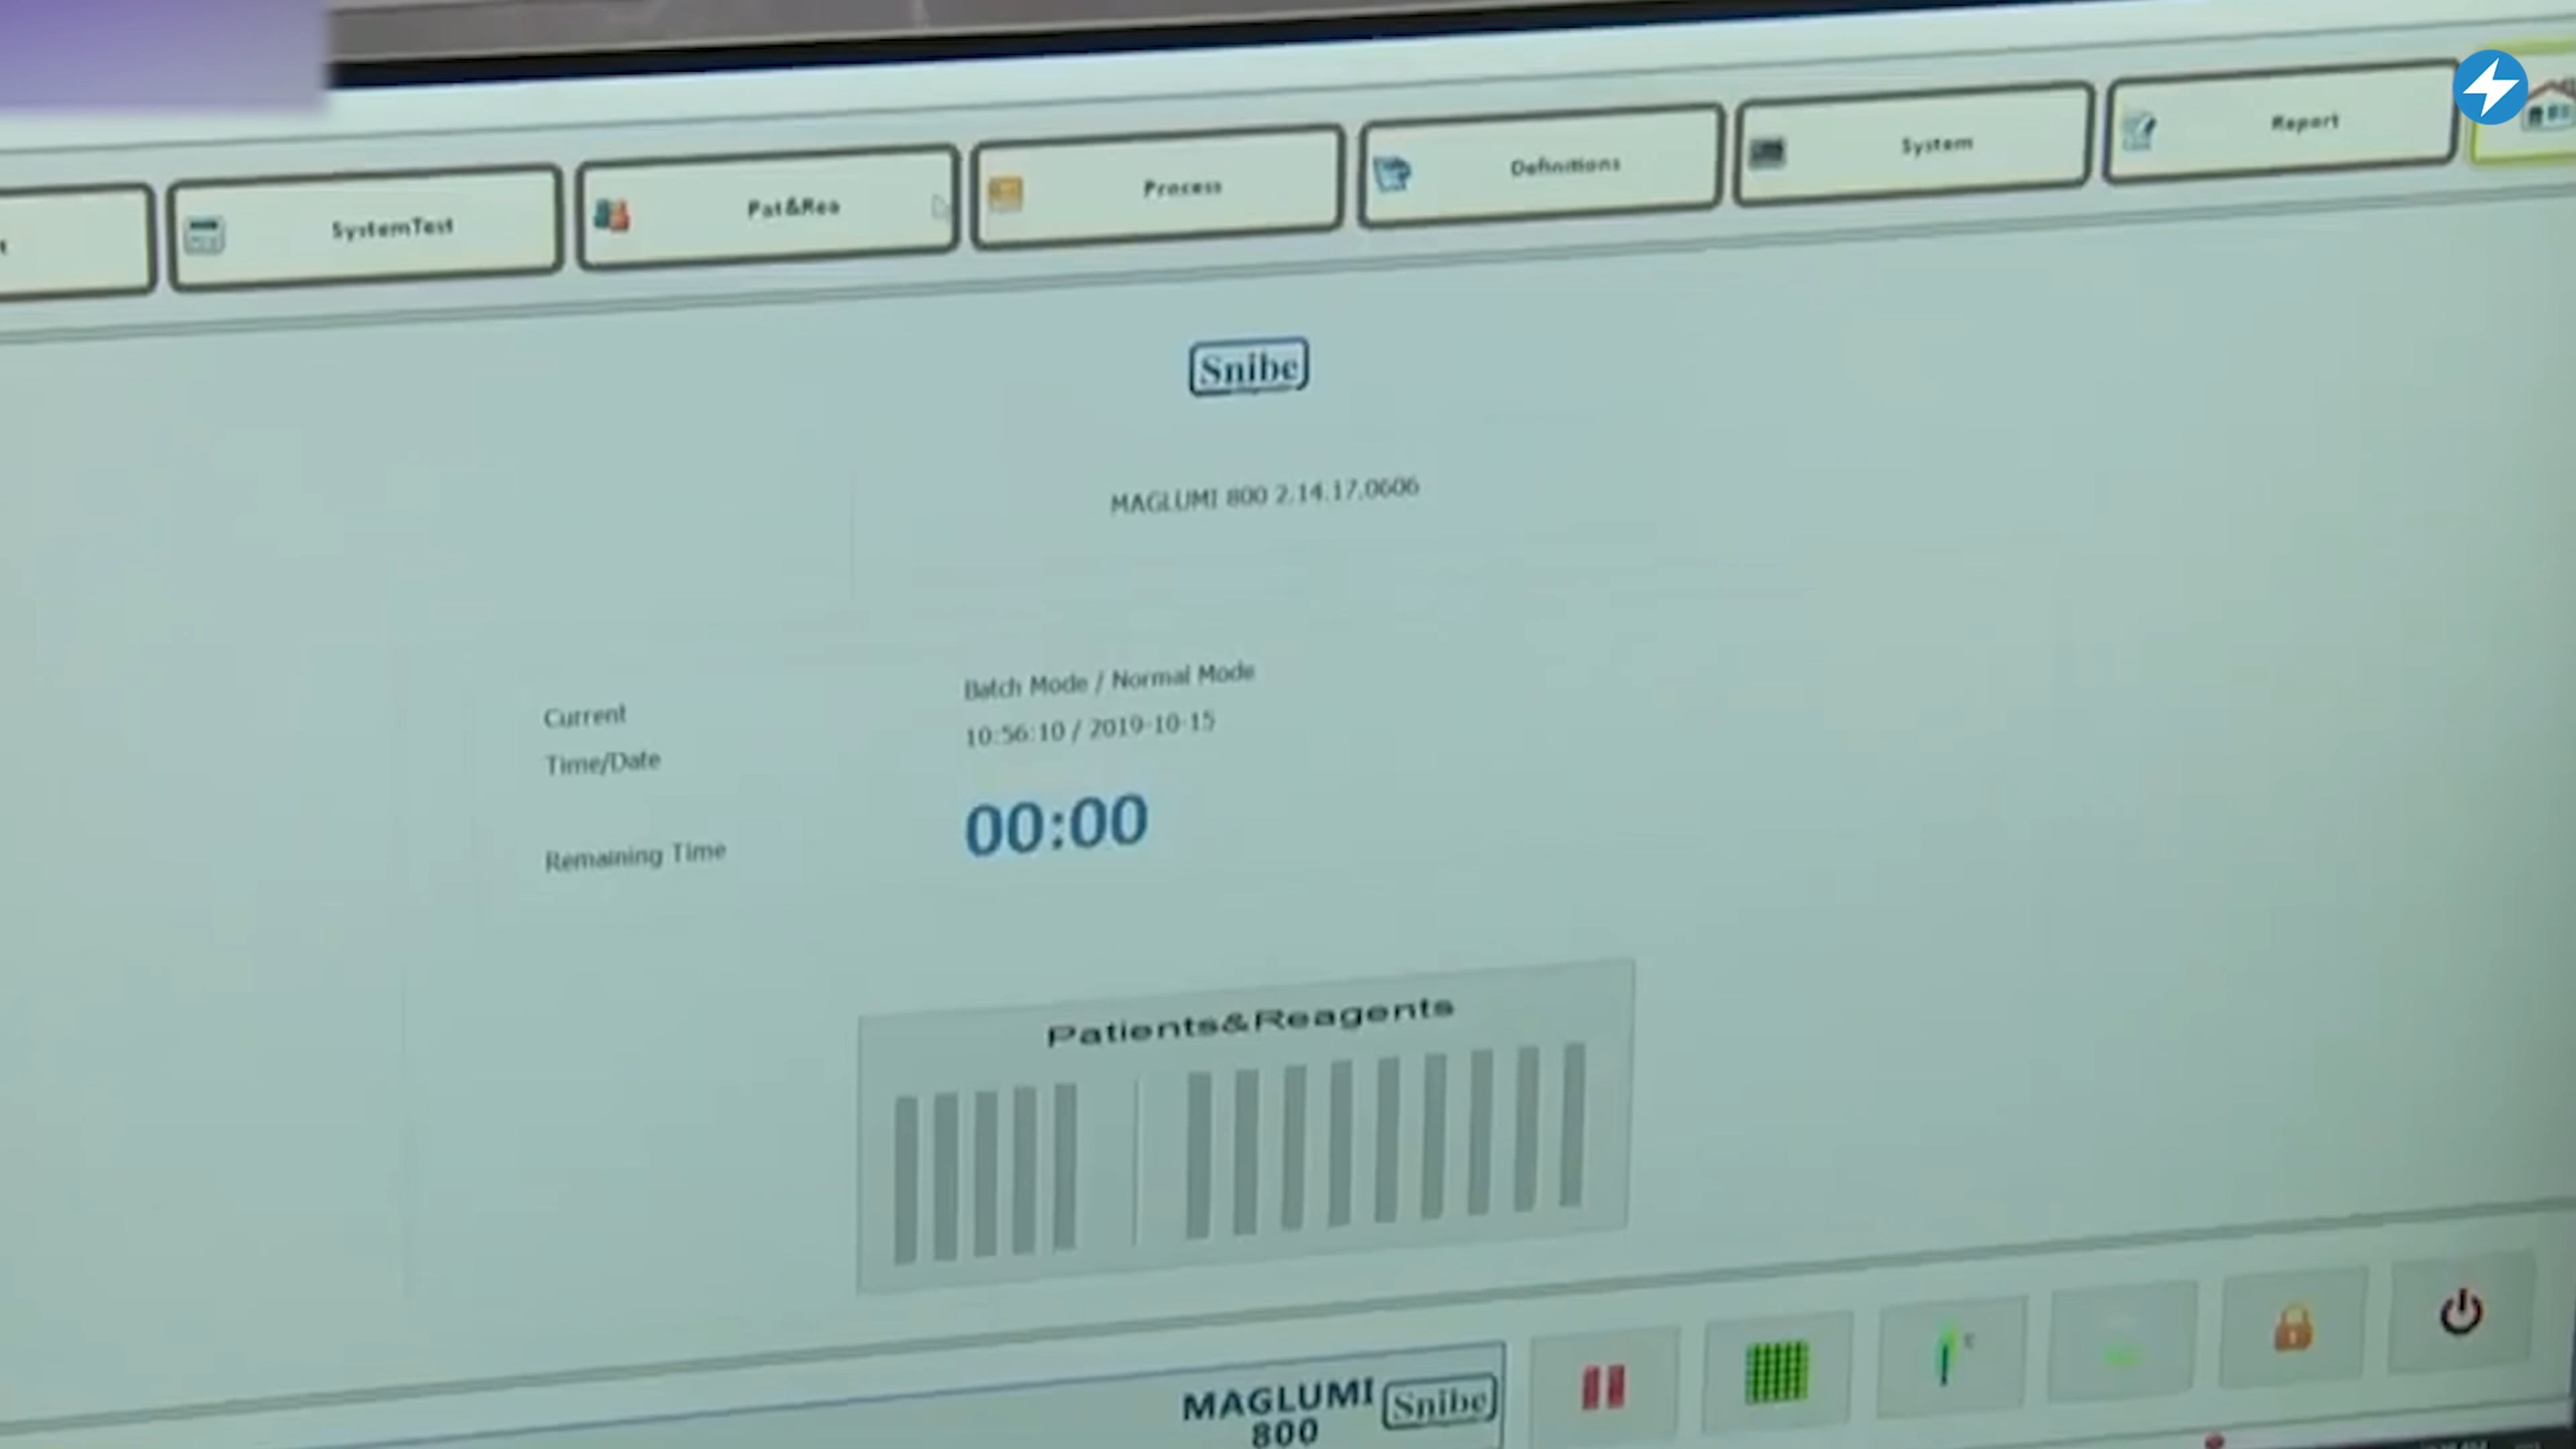 SystemTest
Pat&Rea
Process
Definitions
System
Report
Snibe
MAGLUMI 800 2.14.17.0606
Current
Batch Mode / Normal Mode
Time/Date
10:56:10 / 2019-10-15
Remaining Time
00:00
Patients&Reagents
MAGLUMI
800
Snibe